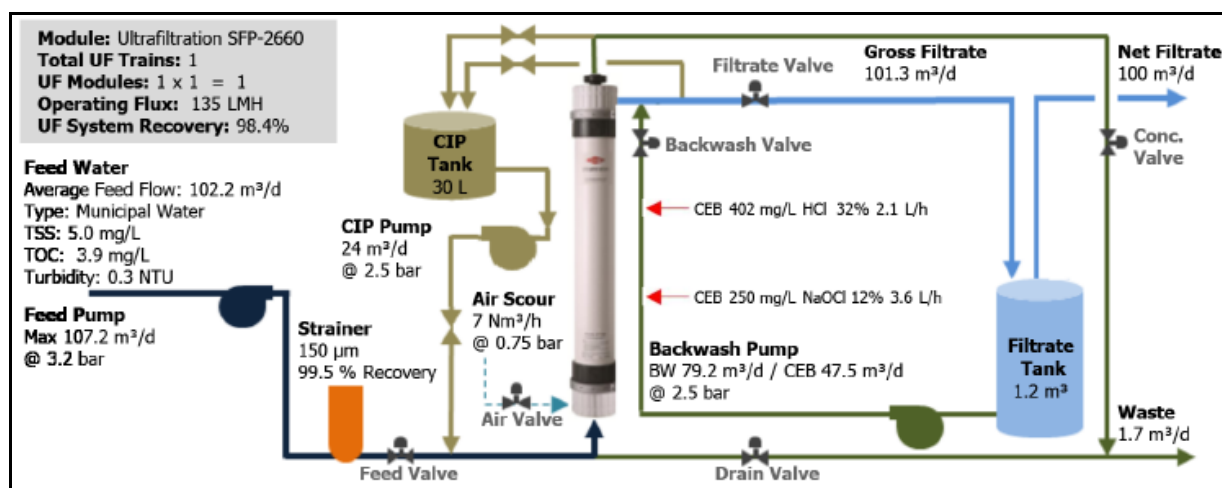 Module: Ultrafiltration SFP-2660
Total UF Trains: 1
UF Modules: 1 x 1 = 1
Operating Flux: 135 LMH
UF System Recovery: 98.4%
Feed Water
Average Feed Flow: 102.2 m³/d
Type: Municipal Water
TSS: 5.0 mg/L
TOC: 3.9 mg/L
Turbidity: 0.3 NTU
Feed Pump
Max 107.2 m³/d
@ 3.2 bar
Strainer
150 µm
99.5 % Recovery
Feed Valve
CIP
Tank
30 L
CIP Pump
24 m³/d
@ 2.5 bar
Air Scour
7 Nm³/h
@ 0.75 bar
Air Valve
Filtrate Valve
Gross Filtrate
101.3 m³/d
Net Filtrate
100 m³/d
Backwash Valve
Conc.
Valve
CEB 402 mg/L HCl 32% 2.1 L/h
CEB 250 mg/L NaOCl 12% 3.6 L/h
Backwash Pump
BW 79.2 m³/d / CEB 47.5 m³/d
@ 2.5 bar
Filtrate
Tank
1.2 m³
Waste
1.7 m³/d
Drain Valve